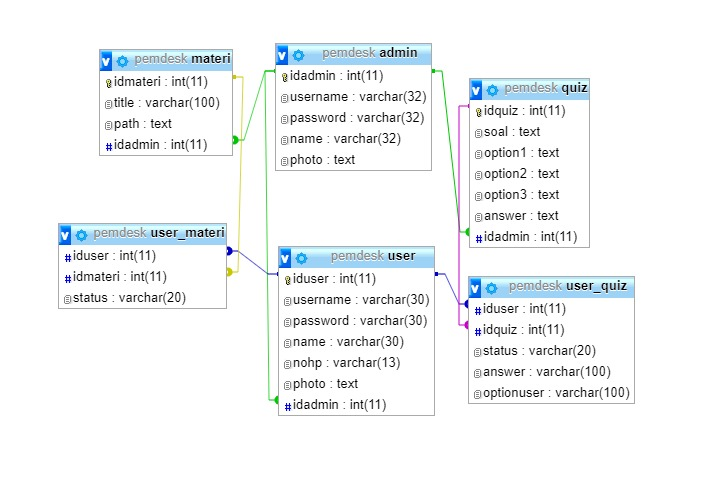 pemdesk materi
idmateri : int(11)
title : varchar(100)
path : text
idadmin : int(11)
pemdesk admin
idadmin : int(11)
username : varchar(32)
password : varchar(32)
name : varchar(32)
photo : text
pemdesk quiz
idquiz : int(11)
soal : text
option1 : text
option2 : text
option3 : text
answer : text
idadmin : int(11)
pemdesk user_materi
iduser : int(11)
idmateri : int(11)
status : varchar(20)
pemdesk user
iduser : int(11)
username : varchar(30)
password : varchar(30)
name : varchar(30)
nohp : varchar(13)
photo : text
idadmin : int(11)
pemdesk user_quiz
iduser : int(11)
idquiz : int(11)
status : varchar(20)
answer : varchar(100)
optionuser : varchar(100)